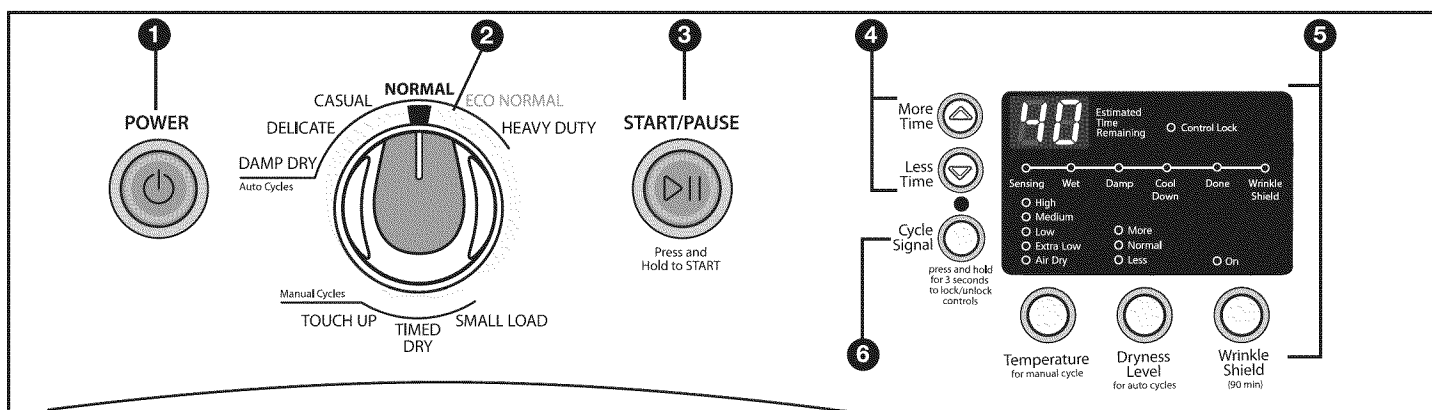 1
2
3
4
5
POWER
DAMP DRY
Auto Cycles
DELICATE
CASUAL
NORMAL
ECO NORMAL
HEAVY DUTY
Manual Cycles
TOUCH UP
TIMED
DRY
SMALL LOAD
START/PAUSE
Press and
Hold to START
More
Time
Less
Time
Cycle
Signal
press and hold
for 3 seconds
to lock/unlock
controls
6
40
Estimated
Time
Remaining
Control Lock
Sensing Wet Damp Cool Down Done Wrinkle Shield
High
Medium
Low
Extra Low
Air Dry
More
Normal
Less
On
Temperature
for manual cycle
Dryness
Level
for auto cycles
Wrinkle
Shield
(90 min)